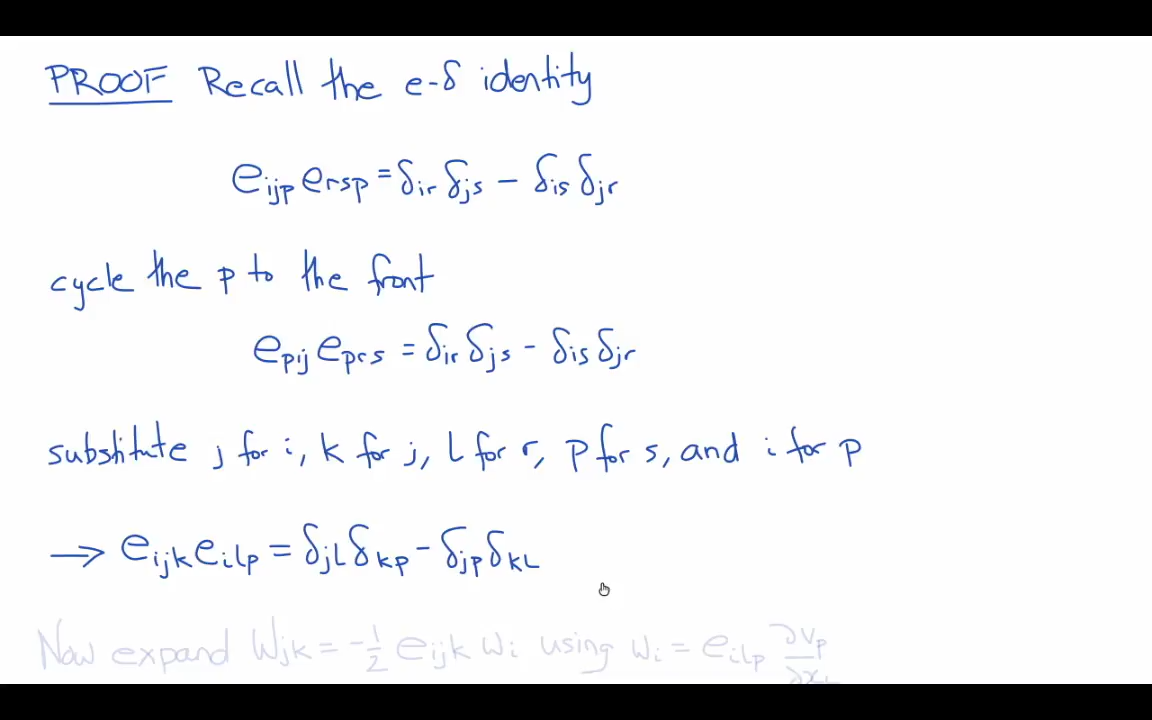 PROOF Recall the e-δ identity
e_ijp e_rsp = δ_ir δ_js − δ_is δ_jr
cycle the p to the front
e_pij e_prs = δ_ir δ_js − δ_is δ_jr
substitute j for i, k for j, L for r, P for s, and i for p
→ e_ijk e_iLp = δ_jL δ_kp − δ_jp δ_kL
Now expand W_jk = −1/2 e_ijk w_i using w_i = e_iLp ∂v_p/∂x_L